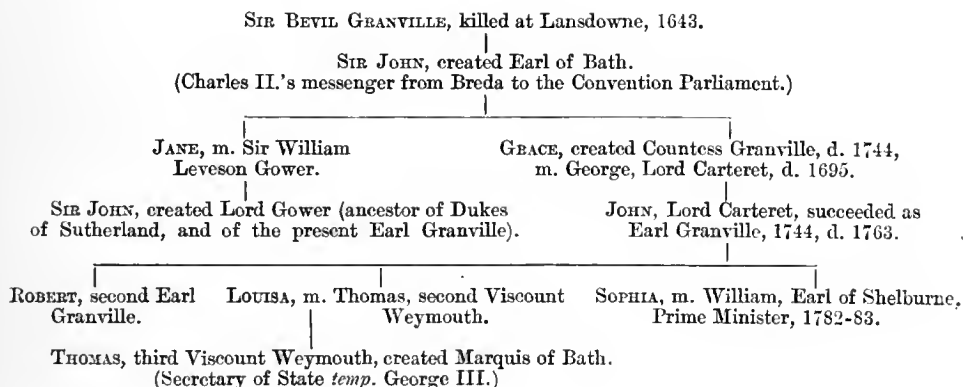 SIR BEVIL GRANVILLE, killed at Lansdowne, 1643.
SIR JOHN, created Earl of Bath.
(Charles II.'s messenger from Breda to the Convention Parliament.)
JANE, m. Sir William
Leveson Gower.
GRACE, created Countess Granville, d. 1744,
m. George, Lord Carteret, d. 1695.
SIR JOHN, created Lord Gower (ancestor of Dukes
of Sutherland, and of the present Earl Granville).
JOHN, Lord Carteret, succeeded as
Earl Granville, 1744, d. 1763.
ROBERT, second Earl
Granville.
LOUISA, m. Thomas, second Viscount
Weymouth.
SOPHIA, m. William, Earl of Shelburne,
Prime Minister, 1782-83.
THOMAS, third Viscount Weymouth, created Marquis of Bath.
(Secretary of State temp. George III.)